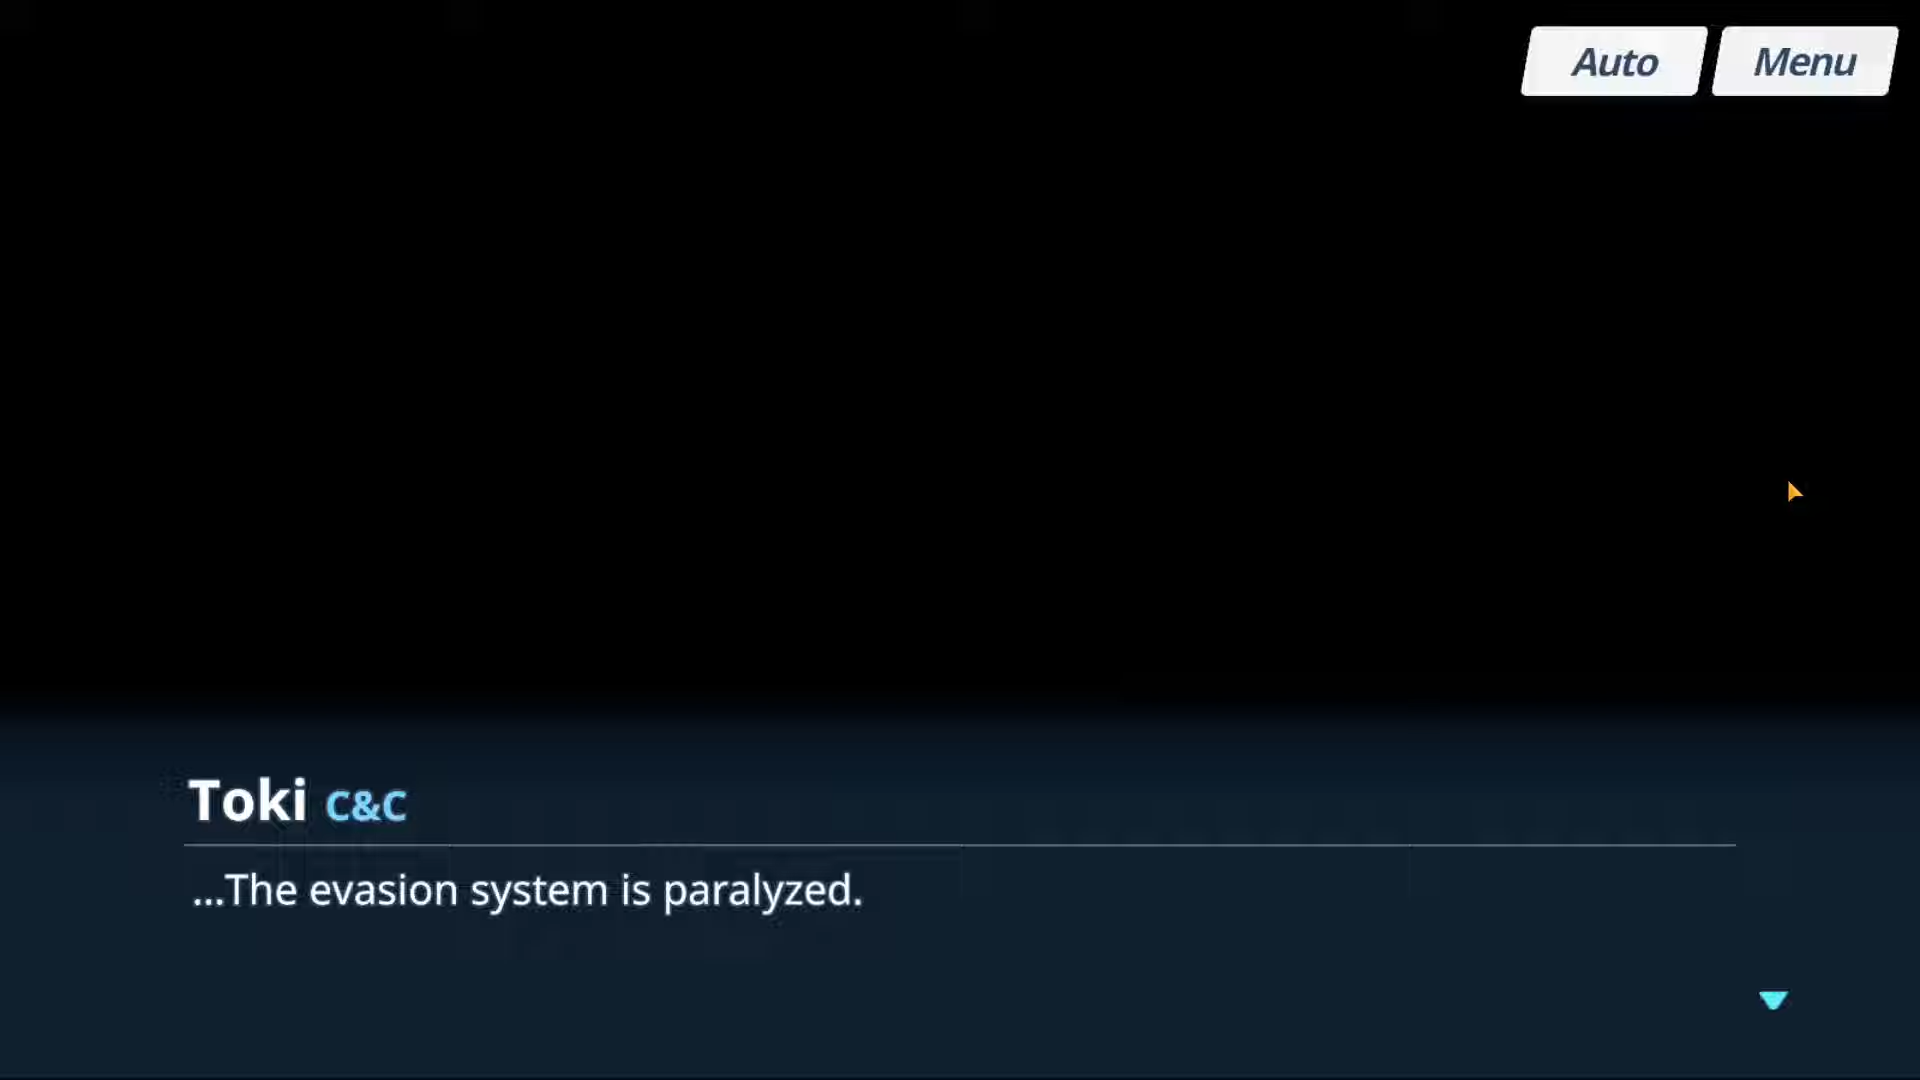 Auto Menu
Toki C&C
...The evasion system is paralyzed.